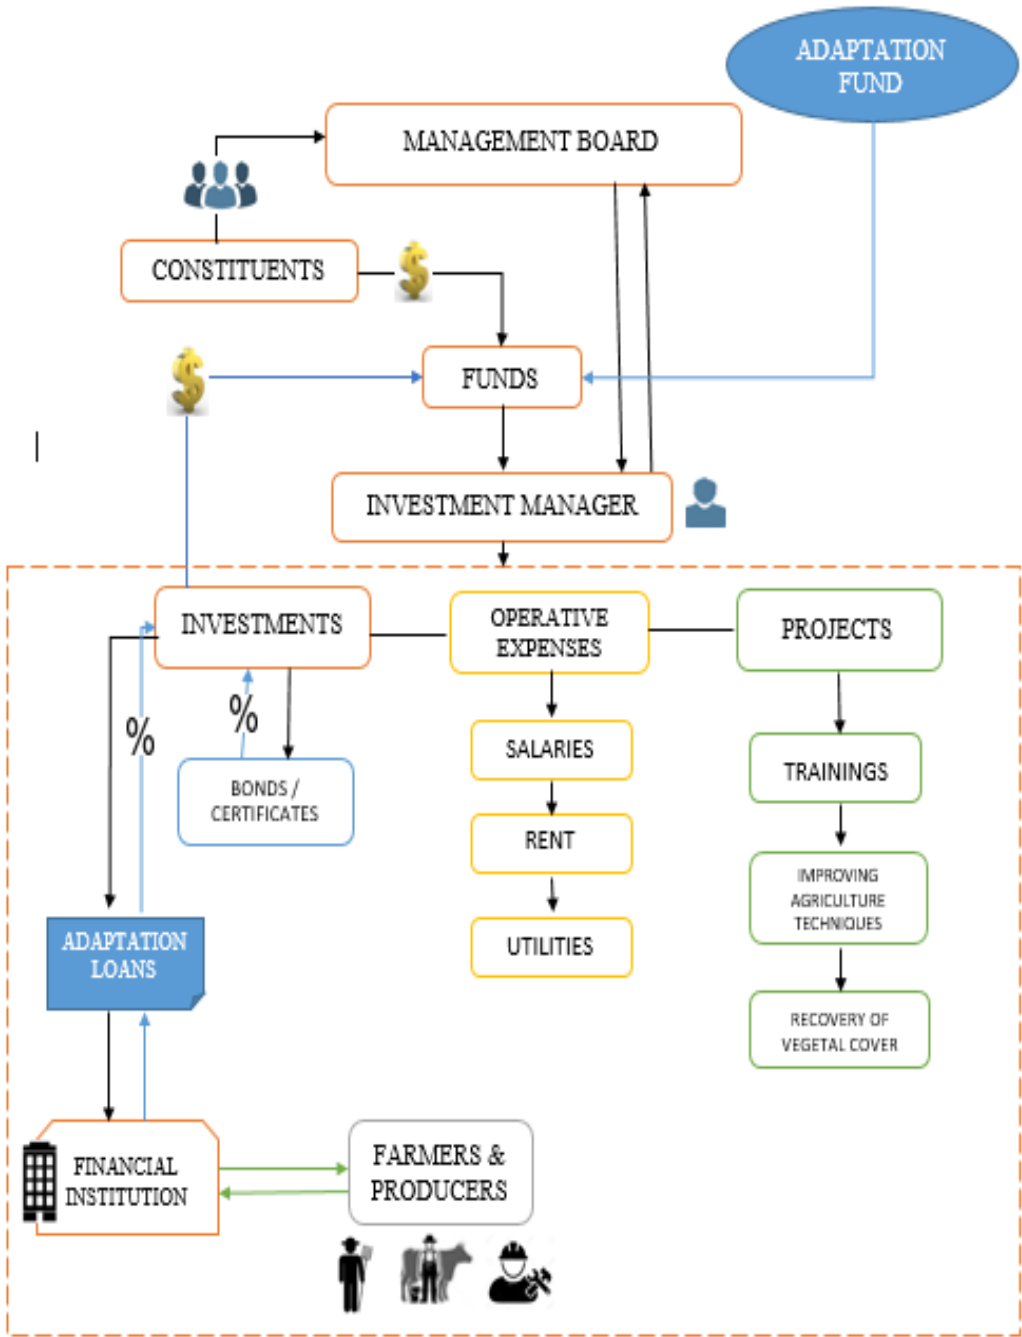 ADAPTATION
FUND
MANAGEMENT BOARD
CONSTITUENTS
$
$
FUNDS
INVESTMENT MANAGER
INVESTMENTS
OPERATIVE
EXPENSES
PROJECTS
%
%
BONDS /
CERTIFICATES
SALARIES
RENT
UTILITIES
TRAININGS
IMPROVING
AGRICULTURE
TECHNIQUES
RECOVERY OF
VEGETAL COVER
ADAPTATION
LOANS
FINANCIAL
INSTITUTION
FARMERS &
PRODUCERS